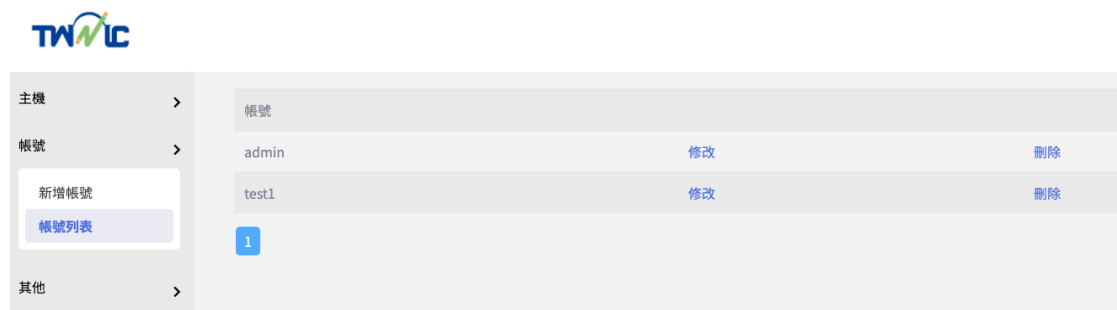 TWNIC
主機
帳號
新增帳號
帳號列表
其他
帳號
admin 修改 刪除
test1 修改 刪除
1